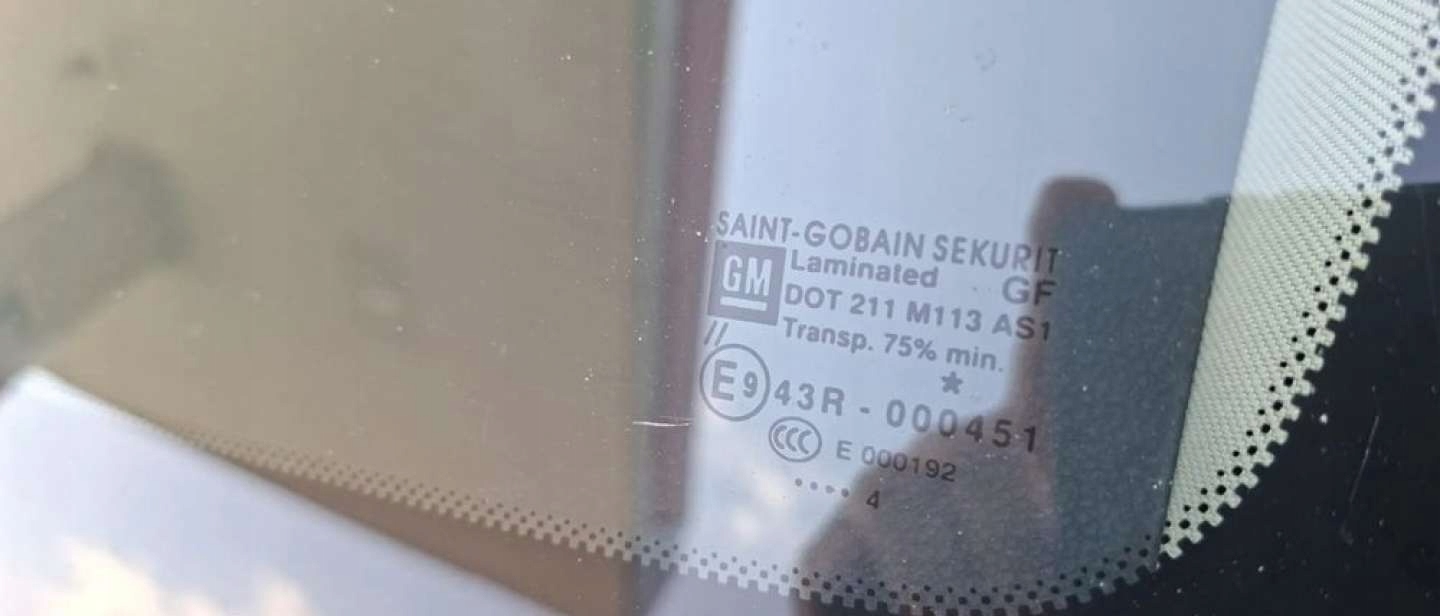 SAINT-GOBAIN SEKURIT
GM Laminated GF
DOT 211 M113 AS1
// Transp. 75% min.
E9 43R - 000451
CCC E 000192
.... 4